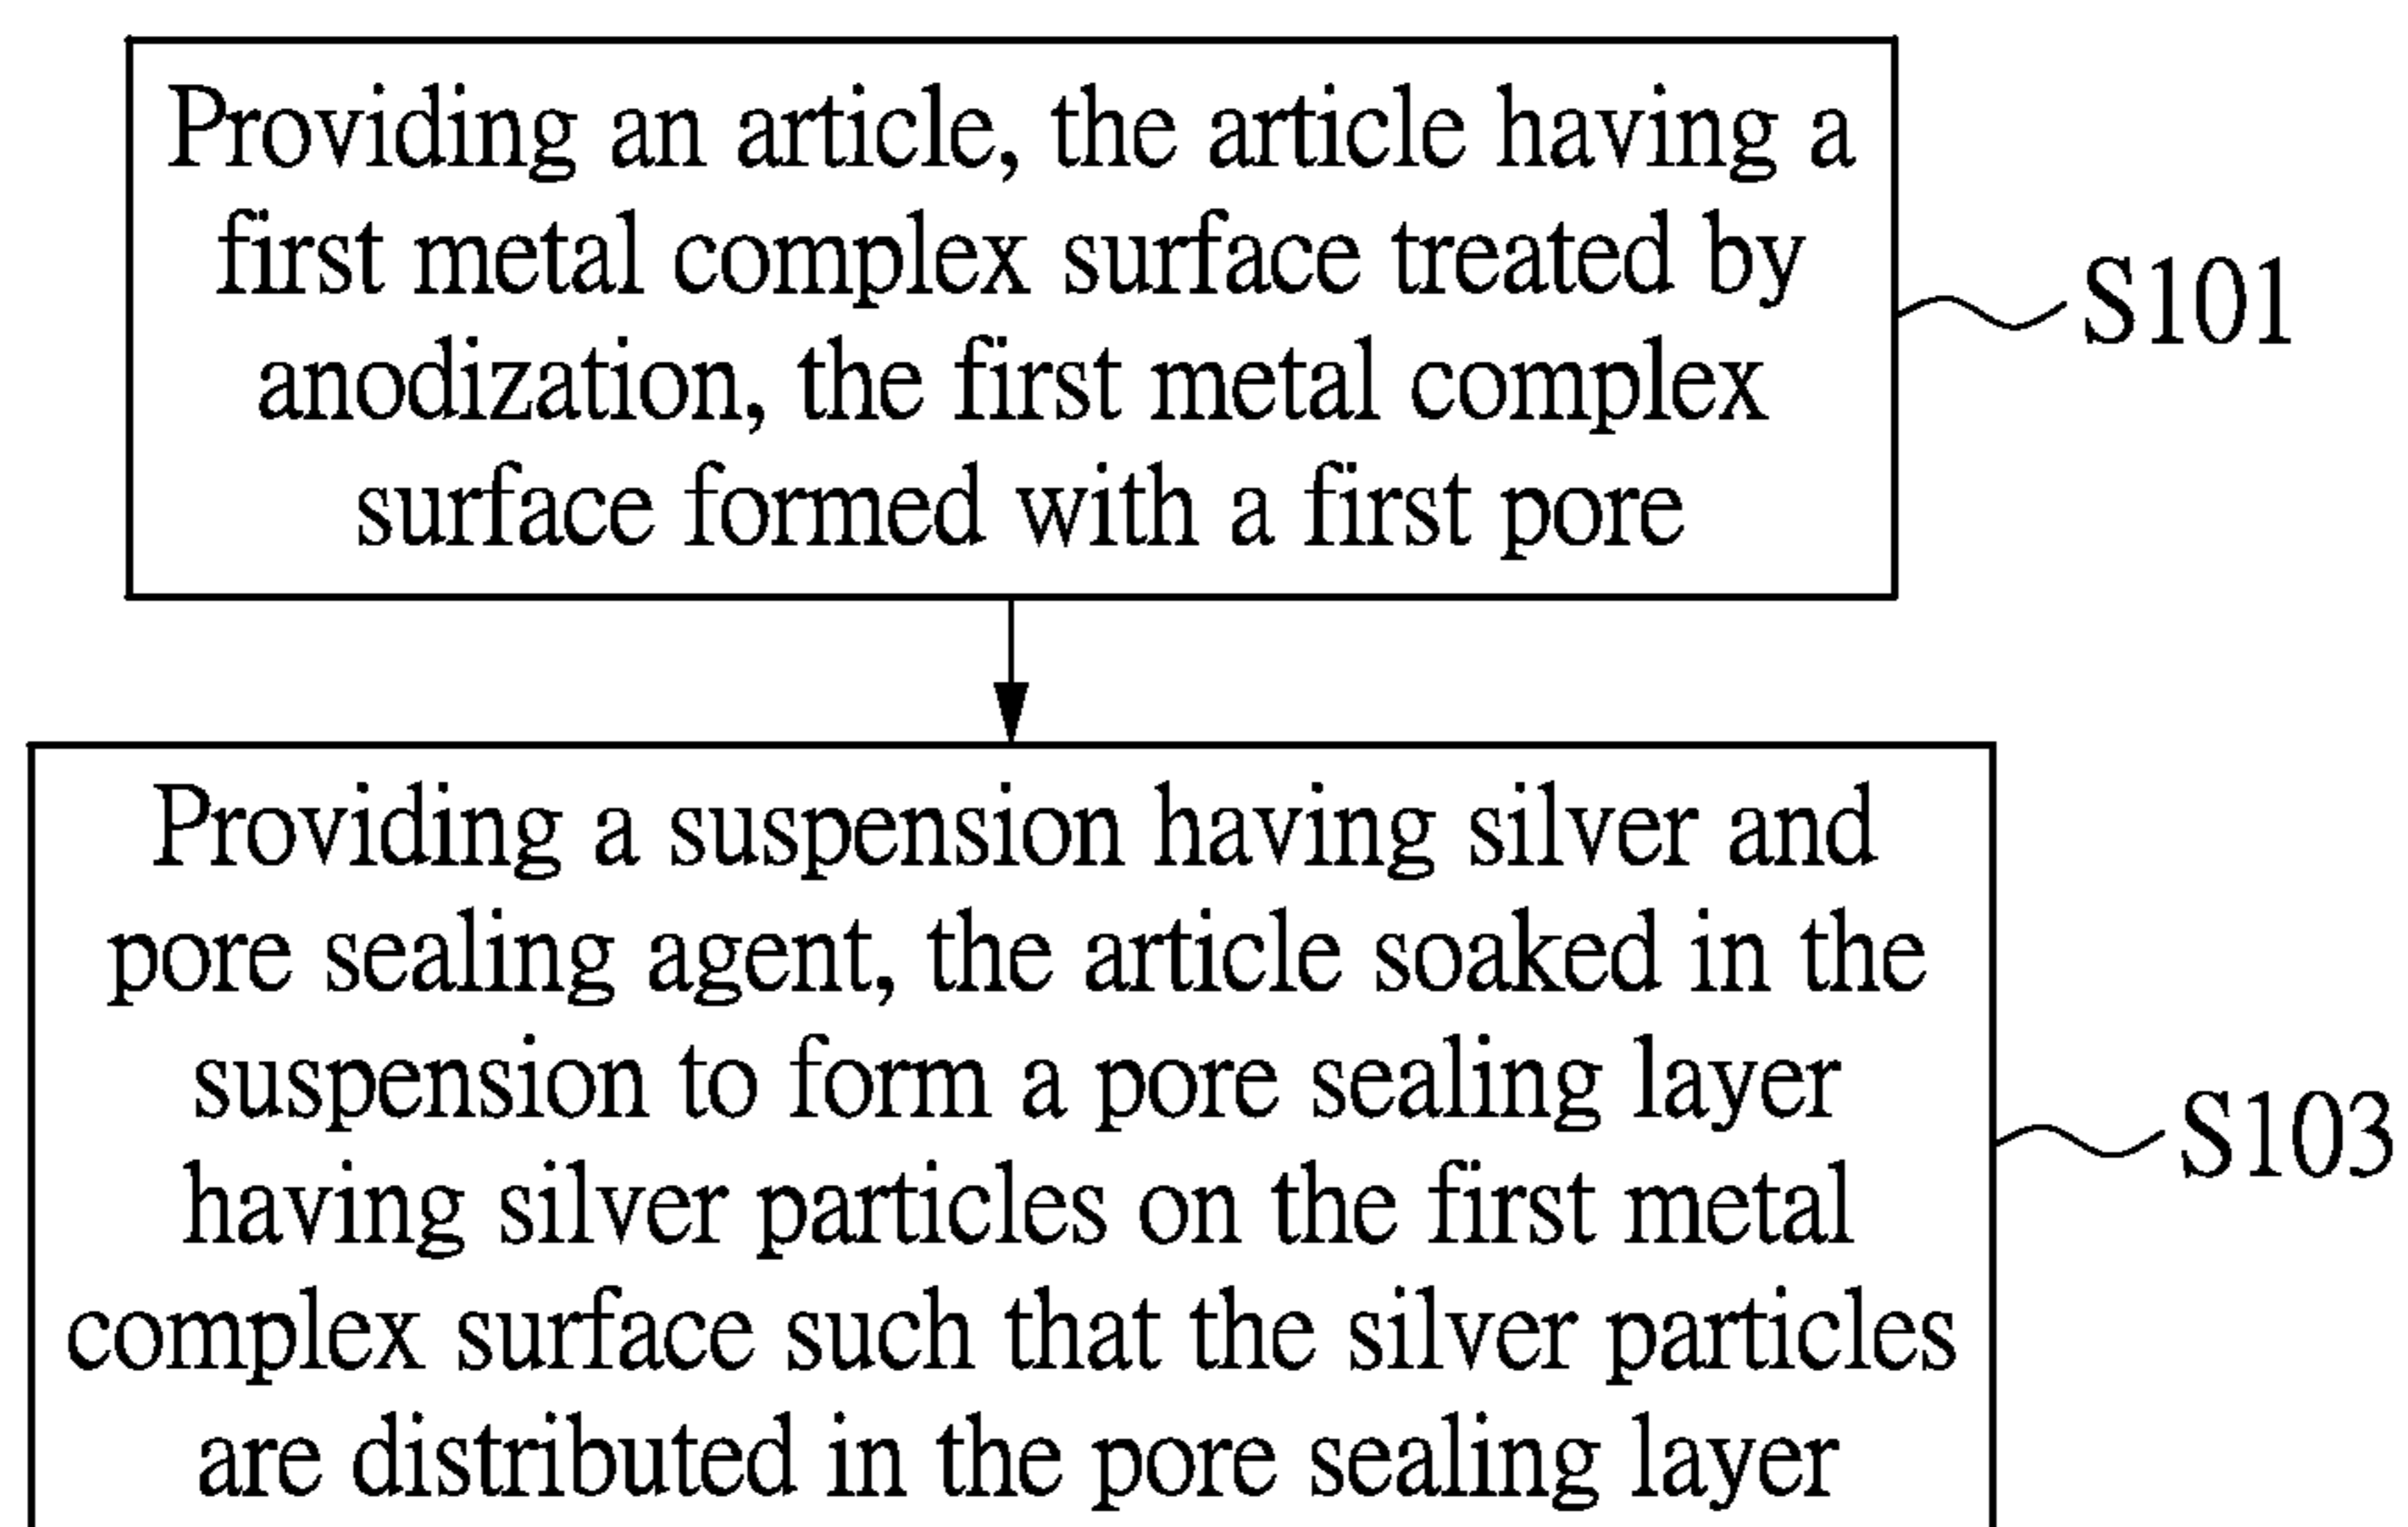 Providing an article, the article having a
first metal complex surface treated by
anodization, the first metal complex
surface formed with a first pore
S101
Providing a suspension having silver and
pore sealing agent, the article soaked in the
suspension to form a pore sealing layer
having silver particles on the first metal
complex surface such that the silver particles
are distributed in the pore sealing layer
S103